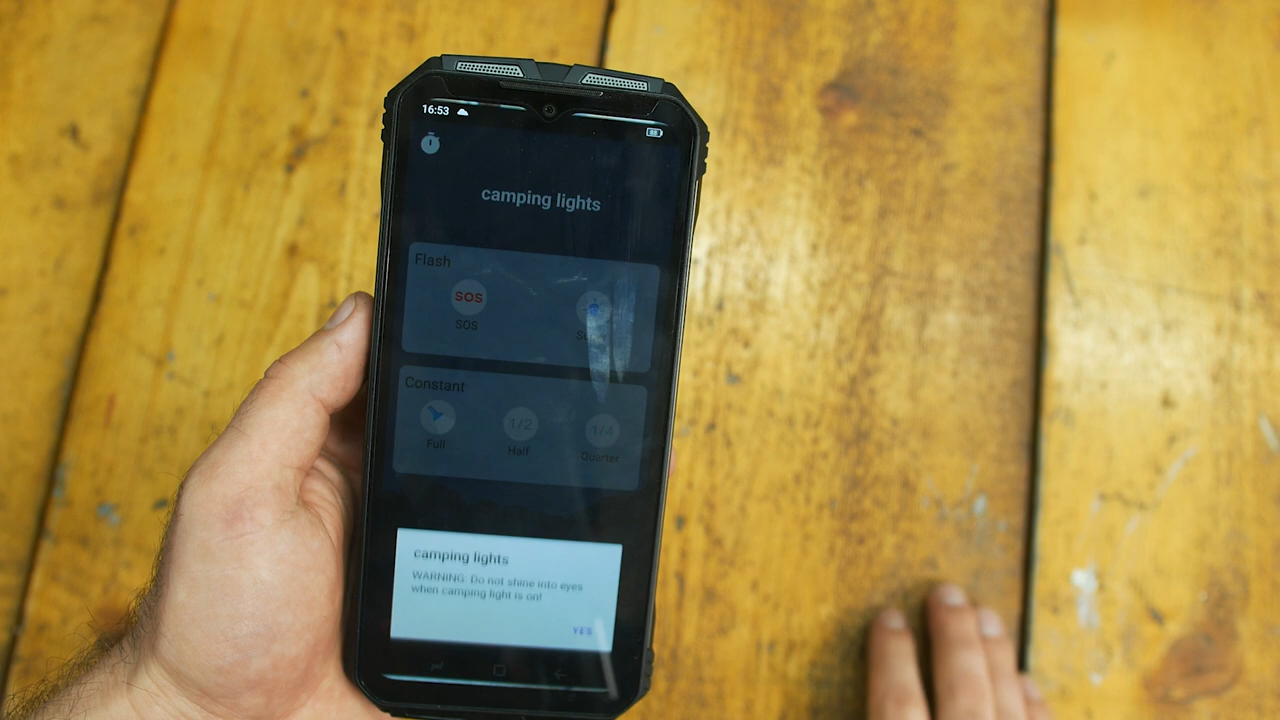 16:53
camping lights
Flash
SOS
SOS
Constant
1/2
1/4
Full
Half
Quarter
camping lights
WARNING: Do not shine into eyes
when camping light is on!
YES